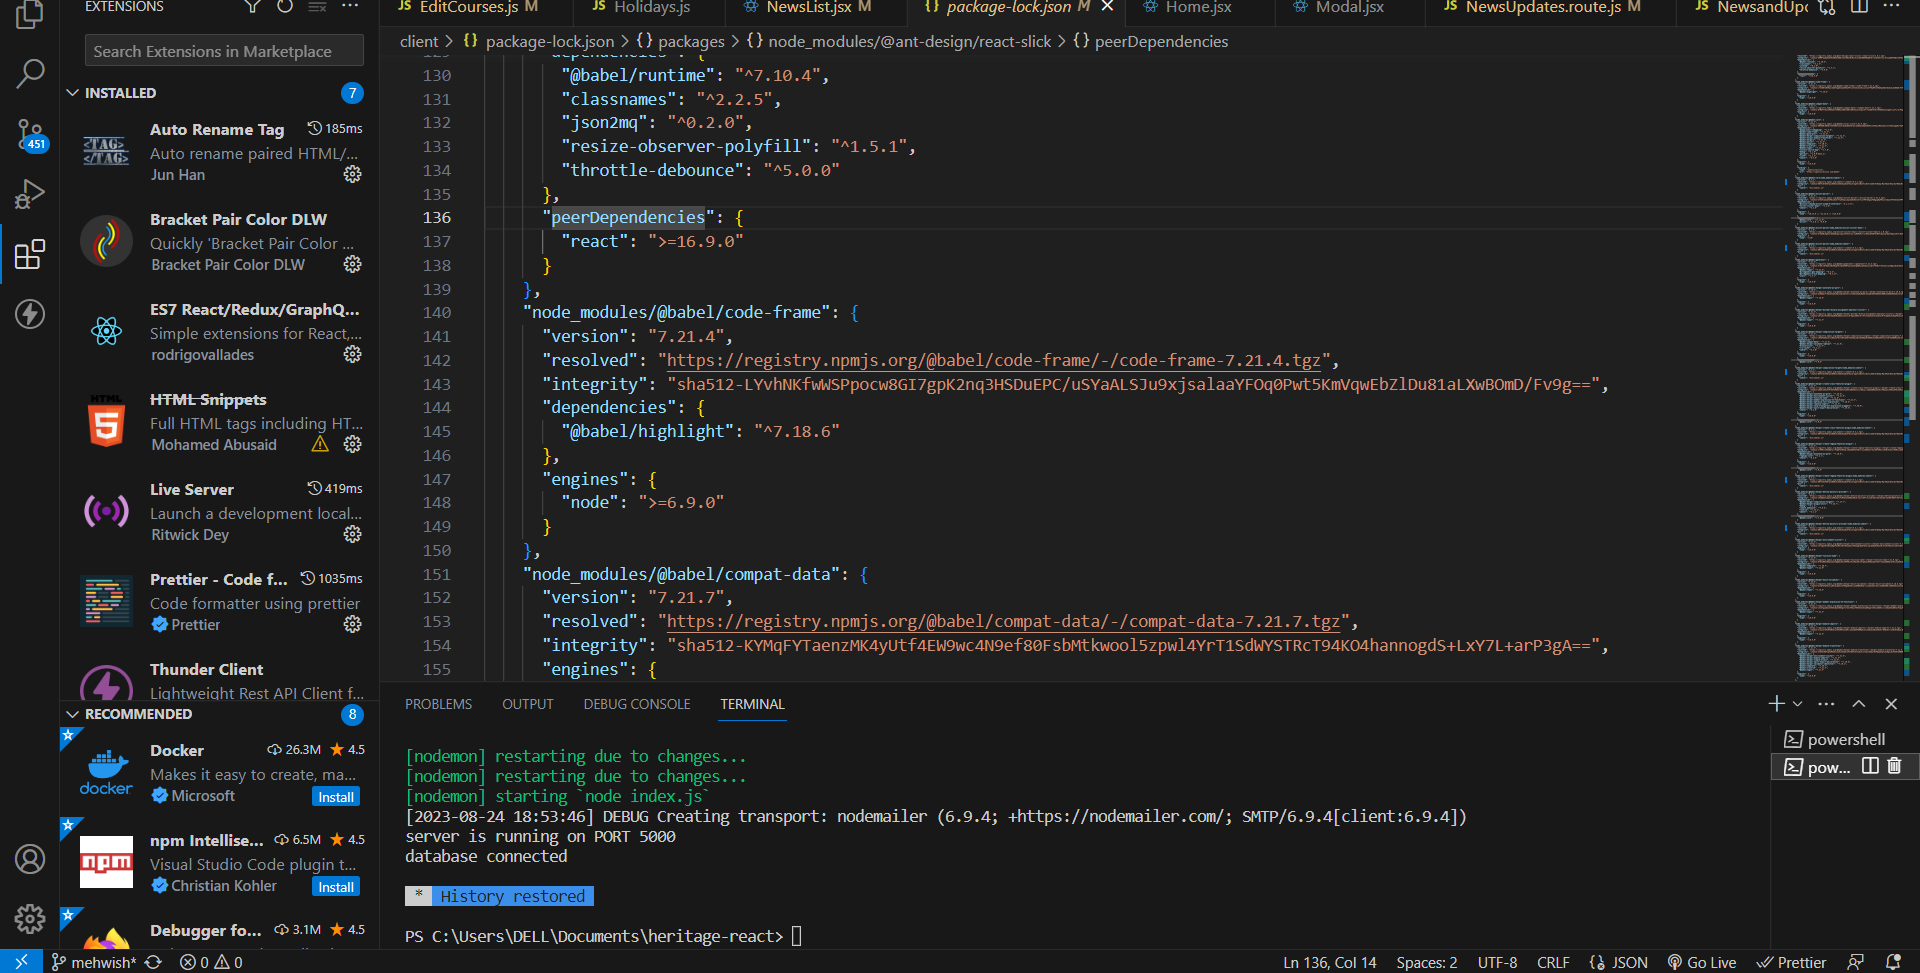 EXTENSIONS
Search Extensions in Marketplace
INSTALLED
7
451
Auto Rename Tag 185ms
Auto rename paired HTML/...
Jun Han
Bracket Pair Color DLW
Quickly 'Bracket Pair Color ...
Bracket Pair Color DLW
ES7 React/Redux/GraphQ...
Simple extensions for React,...
rodrigovallades
HTML Snippets
Full HTML tags including HT...
Mohamed Abusaid
Live Server 419ms
Launch a development local...
Ritwick Dey
Prettier - Code f... 1035ms
Code formatter using prettier
Prettier
Thunder Client
Lightweight Rest API Client f...
RECOMMENDED
8
Docker 26.3M 4.5
Makes it easy to create, ma...
Microsoft Install
npm Intellise... 6.5M 4.5
Visual Studio Code plugin t...
Christian Kohler Install
Debugger fo... 3.1M 4.5
<TAG>
</TAG>
HTML
docker
npm
JS EditCourses.js M
JS Holidays.js
NewsList.jsx M
{} package-lock.json M
Home.jsx
Modal.jsx
JS NewsUpdates.route.js M
JS NewsandUpc
client > {} package-lock.json > {} packages > {} node_modules/@ant-design/react-slick > {} peerDependencies
129 "dependencies": {
130 "@babel/runtime": "^7.10.4",
131 "classnames": "^2.2.5",
132 "json2mq": "^0.2.0",
133 "resize-observer-polyfill": "^1.5.1",
134 "throttle-debounce": "^5.0.0"
135 },
136 "peerDependencies": {
137 "react": ">=16.9.0"
138 }
139 },
140 "node_modules/@babel/code-frame": {
141 "version": "7.21.4",
142 "resolved": "https://registry.npmjs.org/@babel/code-frame/-/code-frame-7.21.4.tgz",
143 "integrity": "sha512-LYvhNKfwWSPpocw8GI7gpK2nq3HSDuEPC/uSYaALSJu9xjsalaaYFOq0Pwt5KmVqwEbZlDu81aLXwBOmD/Fv9g==",
144 "dependencies": {
145 "@babel/highlight": "^7.18.6"
146 },
147 "engines": {
148 "node": ">=6.9.0"
149 }
150 },
151 "node_modules/@babel/compat-data": {
152 "version": "7.21.7",
153 "resolved": "https://registry.npmjs.org/@babel/compat-data/-/compat-data-7.21.7.tgz",
154 "integrity": "sha512-KYMqFYTaenzMK4yUtf4EW9wc4N9ef80FsbMtkwool5zpwl4YrT1SdWYSTRcT94KO4hannogdS+LxY7L+arP3gA==",
155 "engines": {
PROBLEMS OUTPUT DEBUG CONSOLE TERMINAL
[nodemon] restarting due to changes...
[nodemon] restarting due to changes...
[nodemon] starting `node index.js`
[2023-08-24 18:53:46] DEBUG Creating transport: nodemailer (6.9.4; +https://nodemailer.com/; SMTP/6.9.4[client:6.9.4])
server is running on PORT 5000
database connected
* History restored
PS C:\Users\DELL\Documents\heritage-react>
powershell
pow...
mehwish* 0 0
Ln 136, Col 14 Spaces: 2 UTF-8 CRLF {} JSON Go Live Prettier